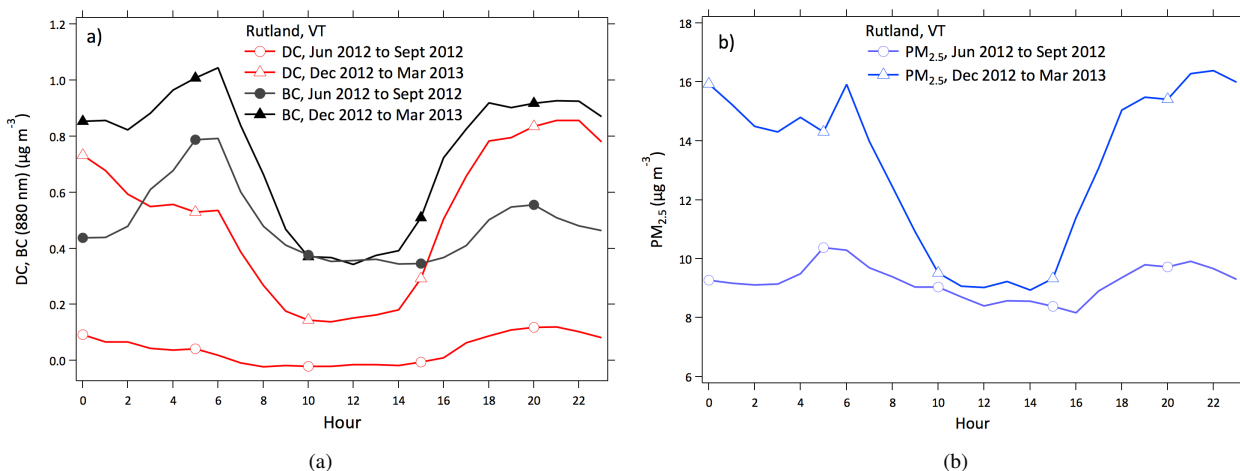 a)
Rutland, VT
DC, Jun 2012 to Sept 2012
DC, Dec 2012 to Mar 2013
BC, Jun 2012 to Sept 2012
BC, Dec 2012 to Mar 2013
DC, BC (880 nm) (µg m⁻³)
1.2
1.0
0.8
0.6
0.4
0.2
0.0
0 2 4 6 8 10 12 14 16 18 20 22
Hour
(a)
b)
Rutland, VT
PM₂.₅, Jun 2012 to Sept 2012
PM₂.₅, Dec 2012 to Mar 2013
PM₂.₅ (µg m⁻³)
18
16
14
12
10
8
6
0 2 4 6 8 10 12 14 16 18 20 22
Hour
(b)